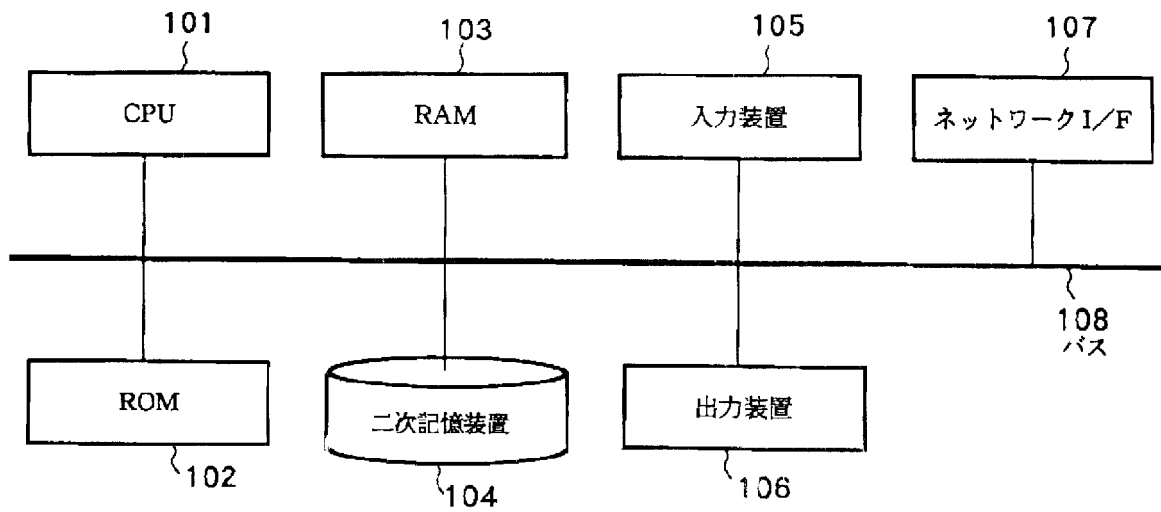 101
103
105
107
CPU
RAM
入力装置
ネットワークI/F
108
バス
ROM
二次記憶装置
出力装置
102
104
106